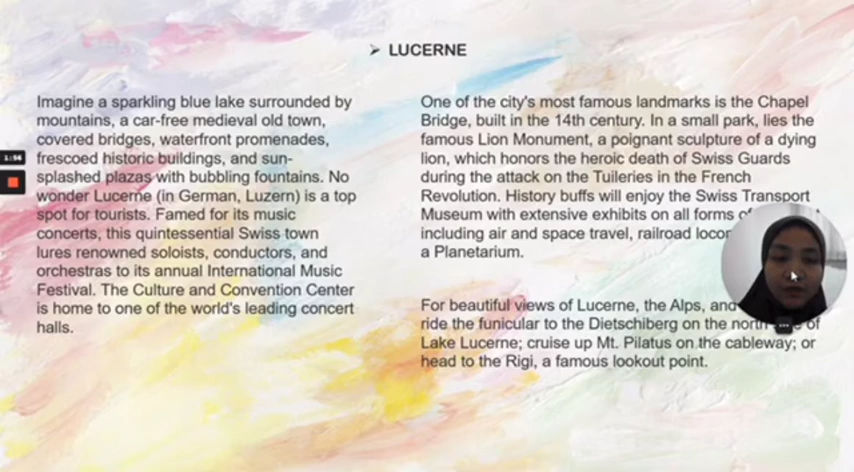 ➤ LUCERNE
Imagine a sparkling blue lake surrounded by
mountains, a car-free medieval old town,
covered bridges, waterfront promenades,
frescoed historic buildings, and sun-
splashed plazas with bubbling fountains. No
wonder Lucerne (in German, Luzern) is a top
spot for tourists. Famed for its music
concerts, this quintessential Swiss town
lures renowned soloists, conductors, and
orchestras to its annual International Music
Festival. The Culture and Convention Center
is home to one of the world's leading concert
halls.
One of the city's most famous landmarks is the Chapel
Bridge, built in the 14th century. In a small park, lies the
famous Lion Monument, a poignant sculpture of a dying
lion, which honors the heroic death of Swiss Guards
during the attack on the Tuileries in the French
Revolution. History buffs will enjoy the Swiss Transport
Museum with extensive exhibits on all forms
including air and space travel, railroad
a Planetarium.
For beautiful views of Lucerne, the Alps, and
ride the funicular to the Dietschiberg on the north of
Lake Lucerne; cruise up Mt. Pilatus on the cableway; or
head to the Rigi, a famous lookout point.
1:56